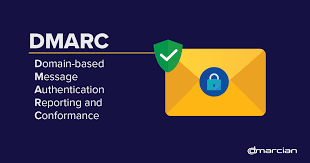 DMARC
Domain-based
Message
Authentication
Reporting and
Conformance
dmarcian